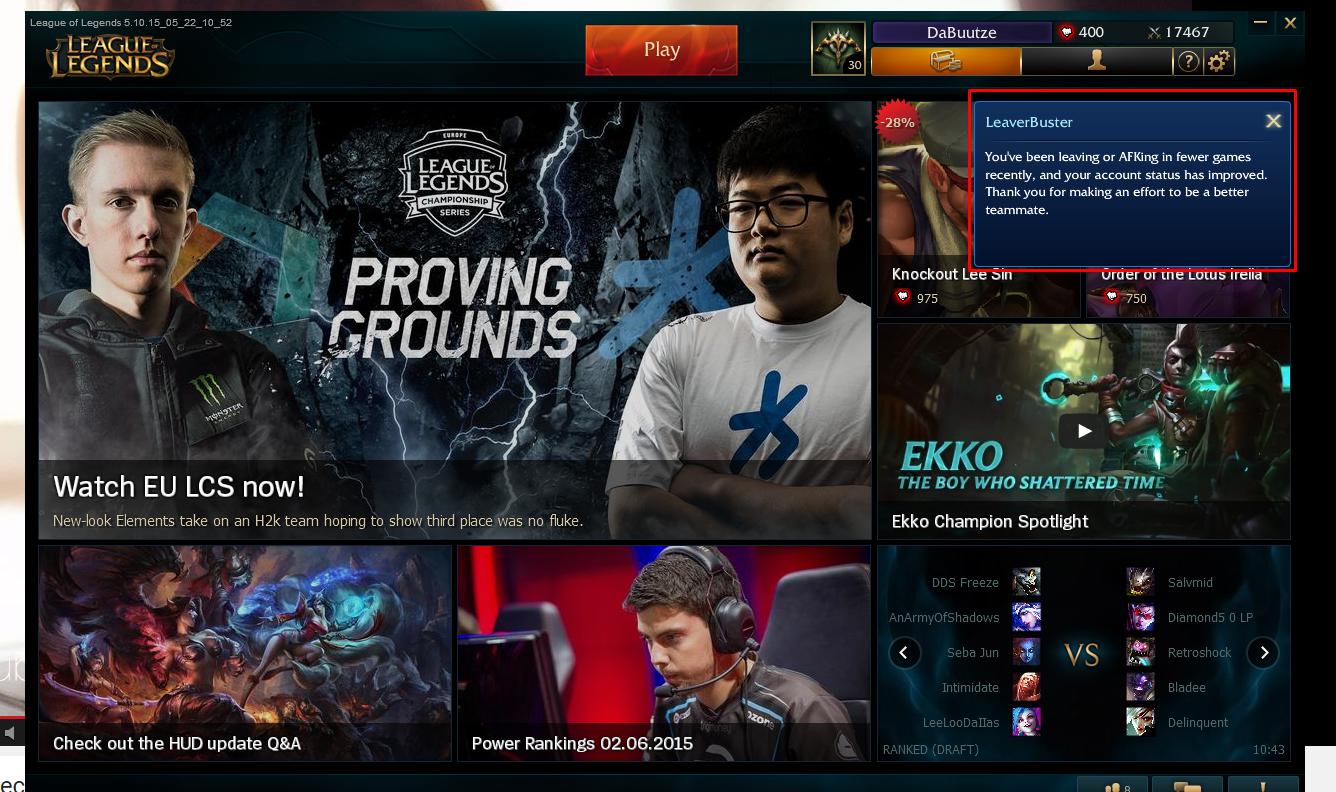 League of Legends 5.10.15_05_22_10_52
LEAGUE OF LEGENDS
Play
30
DaBuutze
400
17467
?
-28%
LeaverBuster
You've been leaving or AFKing in fewer games
recently, and your account status has improved.
Thank you for making an effort to be a better
teammate.
Knockout Lee Sin
975
Order of the Lotus Irelia
750
EUROPE
LEAGUE OF
LEGENDS
CHAMPIONSHIP
SERIES
PROVING
GROUNDS
MONSTER
Watch EU LCS now!
New-look Elements take on an H2k team hoping to show third place was no fluke.
EKKO
THE BOY WHO SHATTERED TIME
Ekko Champion Spotlight
Check out the HUD update Q&A
ozone
Power Rankings 02.06.2015
DDS Freeze
Salvmid
AnArmyOfShadows
Diamond5 0 LP
Seba Jun
VS
Retroshock
Intimidate
Bladee
LeeLooDaIIas
Delinquent
RANKED (DRAFT)
10:43
ec
8